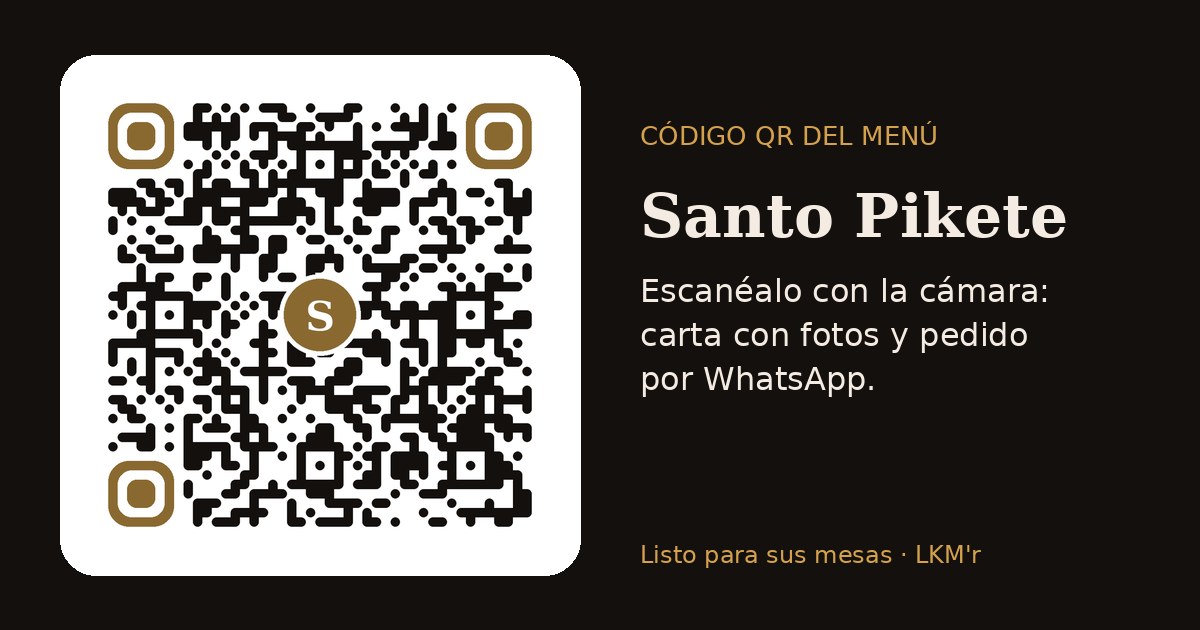 S
CÓDIGO QR DEL MENÚ
Santo Pikete
Escanéalo con la cámara:
carta con fotos y pedido
por WhatsApp.
Listo para sus mesas · LKM'r